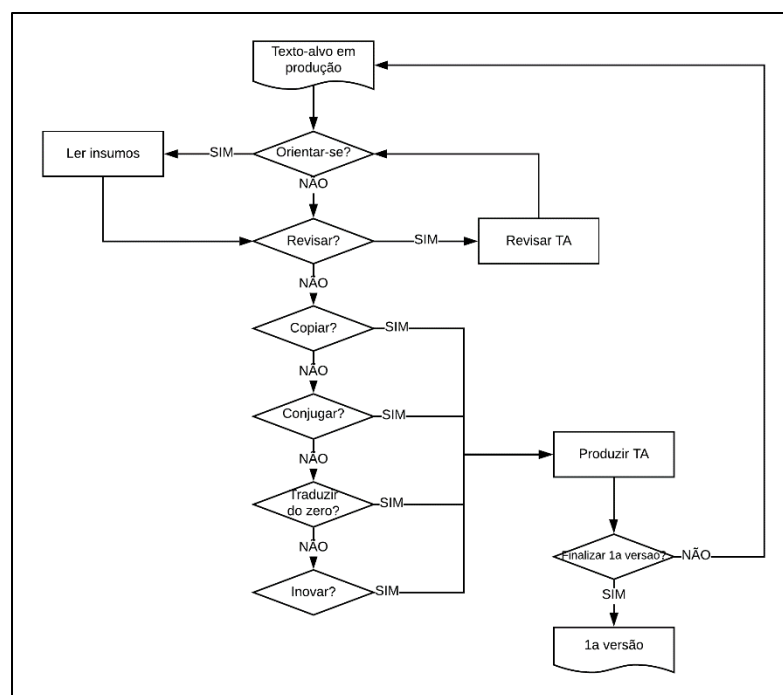 Texto-alvo em
produção
Orientar-se?
SIM
Ler insumos
NÃO
Revisar?
SIM
Revisar TA
NÃO
Copiar?
SIM
NÃO
Conjugar?
SIM
NÃO
Traduzir
do zero?
SIM
NÃO
Inovar?
SIM
Produzir TA
Finalizar 1a versão?
NÃO
SIM
1a versão